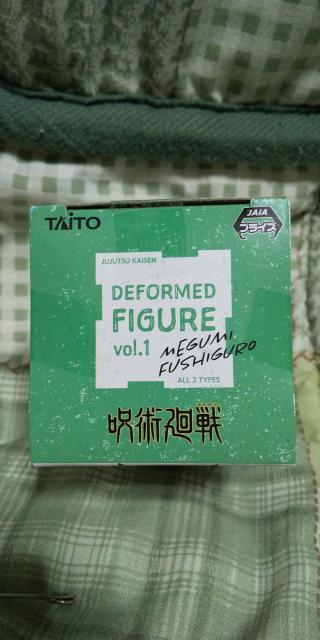 TAITO
JAIA
プライズ
JUJUTSU KAISEN
DEFORMED
FIGURE
vol.1
MEGUMI
FUSHIGURO
ALL 2 TYPES
呪術廻戦